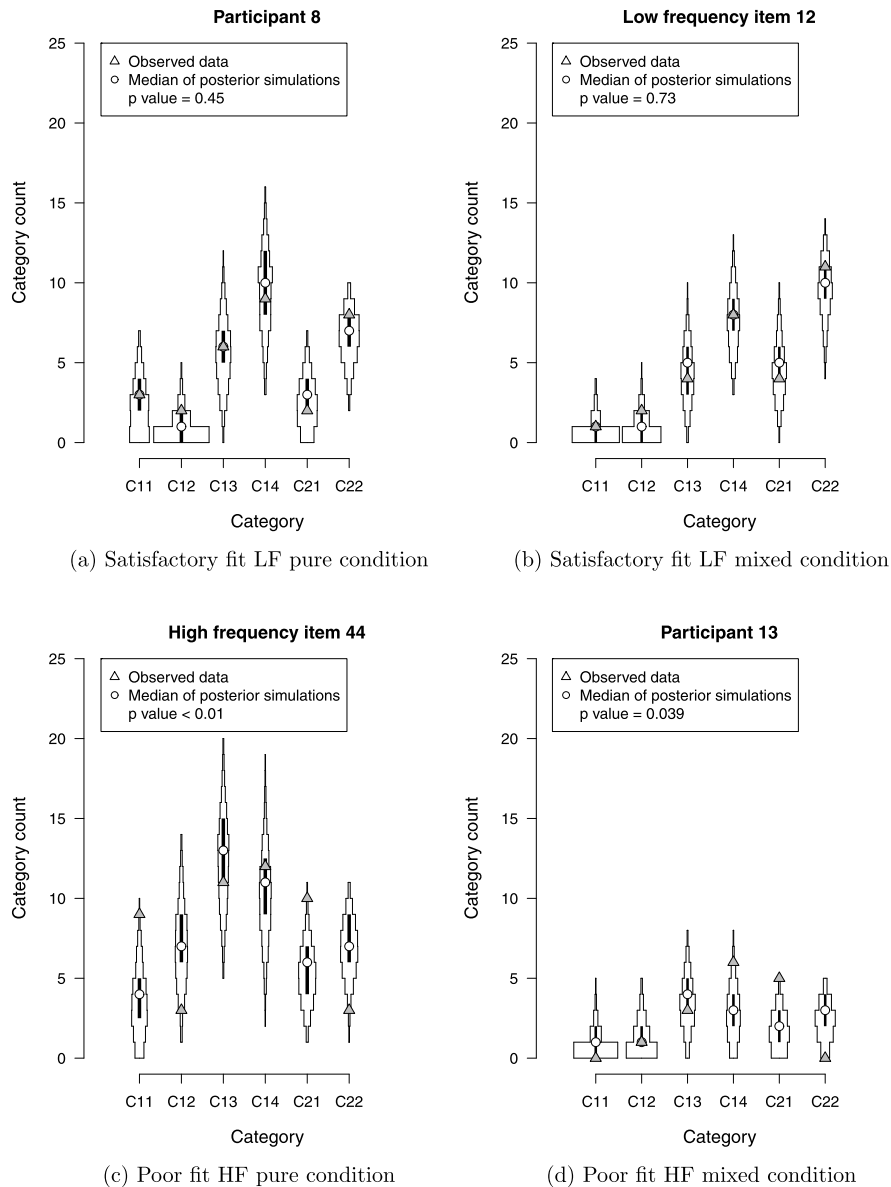 Participant 8
25
20
15
10
5
0
Category count
Observed data
Median of posterior simulations
p value = 0.45
C11 C12 C13 C14 C21 C22
Category
(a) Satisfactory fit LF pure condition
Low frequency item 12
25
20
15
10
5
0
Category count
Observed data
Median of posterior simulations
p value = 0.73
C11 C12 C13 C14 C21 C22
Category
(b) Satisfactory fit LF mixed condition
High frequency item 44
25
20
15
10
5
0
Category count
Observed data
Median of posterior simulations
p value < 0.01
C11 C12 C13 C14 C21 C22
Category
(c) Poor fit HF pure condition
Participant 13
25
20
15
10
5
0
Category count
Observed data
Median of posterior simulations
p value = 0.039
C11 C12 C13 C14 C21 C22
Category
(d) Poor fit HF mixed condition